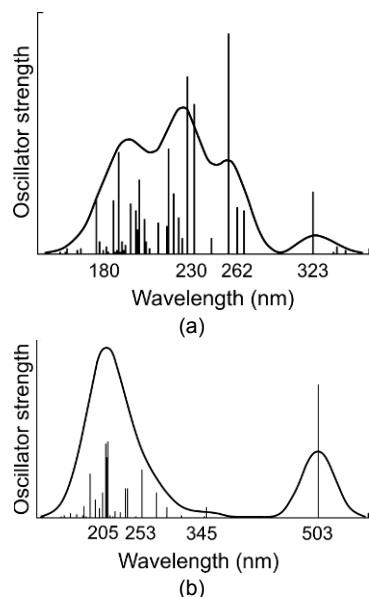 Oscillator strength
180 230 262 323
Wavelength (nm)
(a)
Oscillator strength
205 253 345 503
Wavelength (nm)
(b)